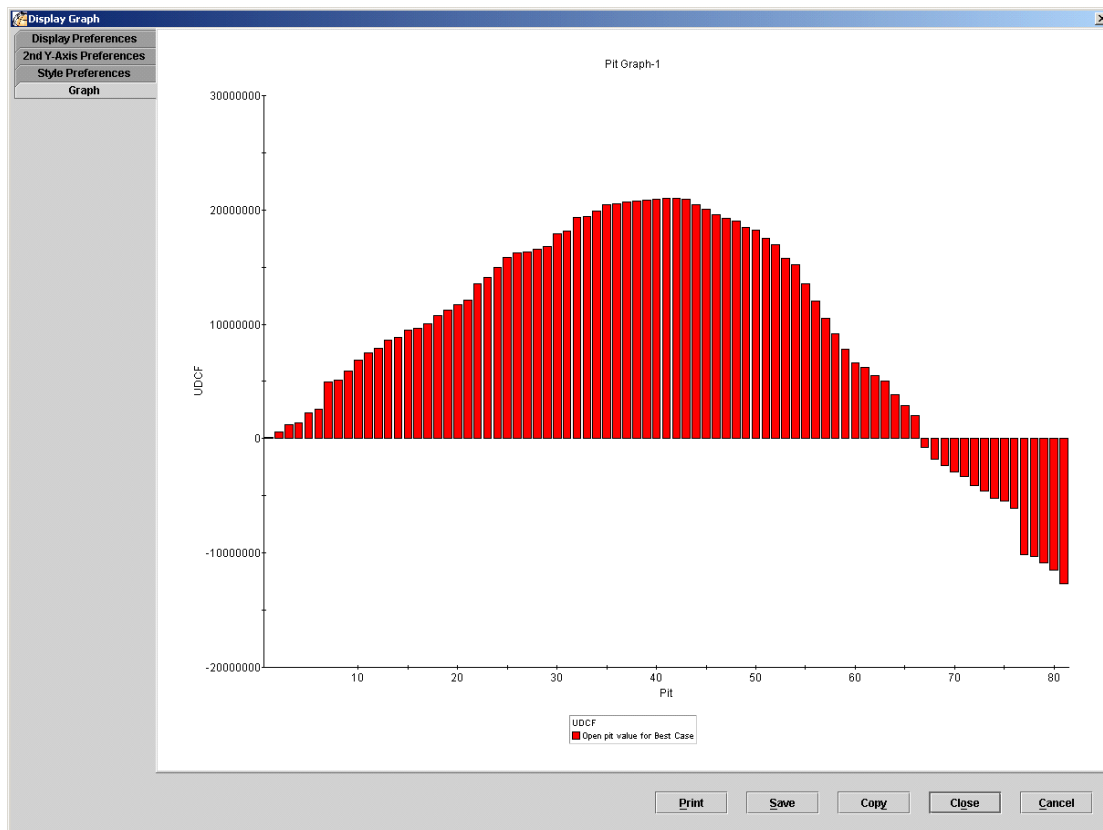 Display Graph
Display Preferences
2nd Y-Axis Preferences
Style Preferences
Graph
Pit Graph-1
30000000
20000000
10000000
0
-10000000
-20000000
UDCF
10 20 30 40 50 60 70 80
Pit
UDCF
Open pit value for Best Case
Print Save Copy Close Cancel